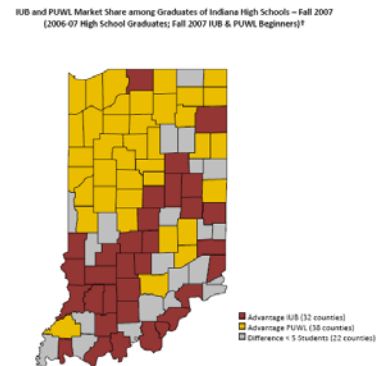 IUB and PUWL Market Share among Graduates of Indiana High Schools – Fall 2007
(2006-07 High School Graduates; Fall 2007 IUB & PUWL Beginners)†
Advantage IUB (32 counties)
Advantage PUWL (38 counties)
Difference < 5 Students (22 counties)